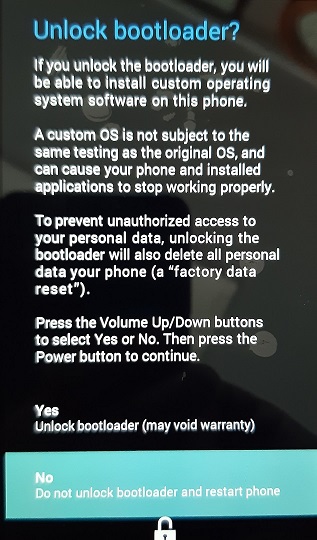 Unlock bootloader?
If you unlock the bootloader, you will
be able to install custom operating
system software on this phone.
A custom OS is not subject to the
same testing as the original OS, and
can cause your phone and installed
applications to stop working properly.
To prevent unauthorized access to
your personal data, unlocking the
bootloader will also delete all personal
data your phone (a “factory data
reset”).
Press the Volume Up/Down buttons
to select Yes or No. Then press the
Power button to continue.
Yes
Unlock bootloader (may void warranty)
No
Do not unlock bootloader and restart phone